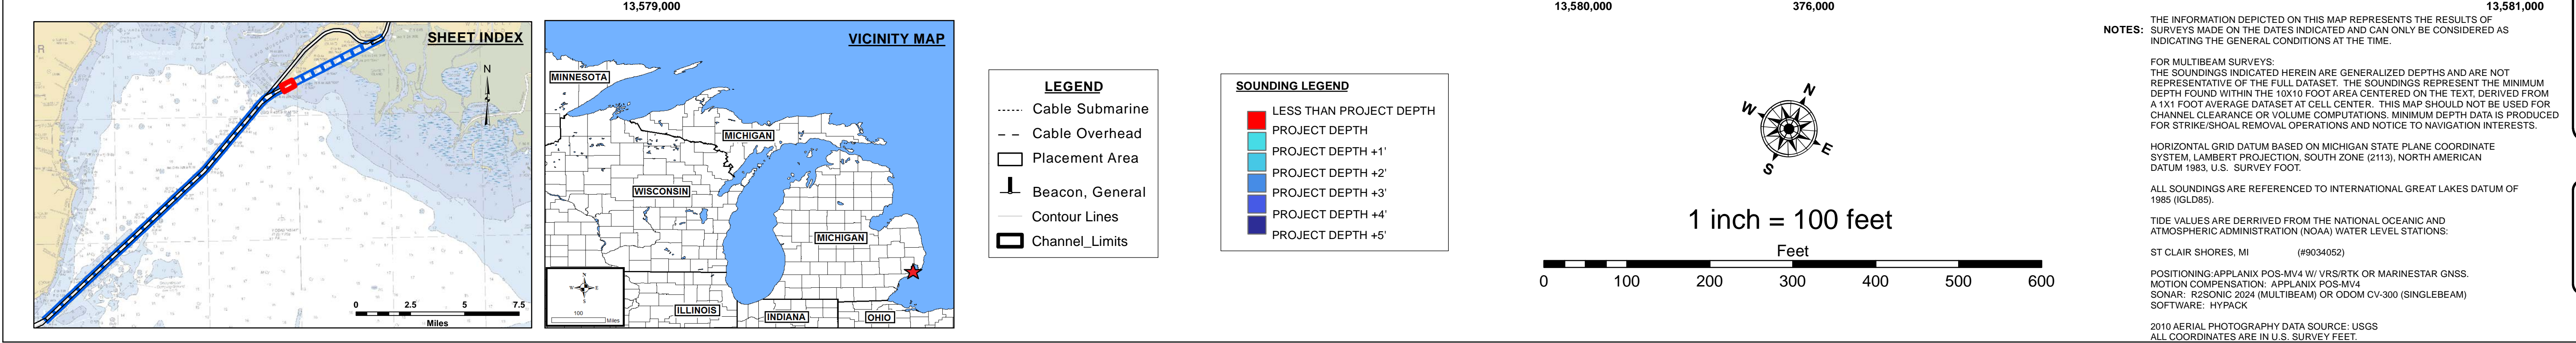 13,579,000
13,580,000
376,000
13,581,000
SHEET INDEX
R
N
0 2.5 5 7.5
Miles
VICINITY MAP
MINNESOTA
MICHIGAN
WISCONSIN
MICHIGAN
ILLINOIS
INDIANA
OHIO
N
W E
S
100
Miles
LEGEND
Cable Submarine
Cable Overhead
Placement Area
Beacon, General
Contour Lines
Channel_Limits
SOUNDING LEGEND
LESS THAN PROJECT DEPTH
PROJECT DEPTH
PROJECT DEPTH +1'
PROJECT DEPTH +2'
PROJECT DEPTH +3'
PROJECT DEPTH +4'
PROJECT DEPTH +5'
N
W
E
S
1 inch = 100 feet
Feet
0 100 200 300 400 500 600
NOTES:
THE INFORMATION DEPICTED ON THIS MAP REPRESENTS THE RESULTS OF
SURVEYS MADE ON THE DATES INDICATED AND CAN ONLY BE CONSIDERED AS
INDICATING THE GENERAL CONDITIONS AT THE TIME.
FOR MULTIBEAM SURVEYS:
THE SOUNDINGS INDICATED HEREIN ARE GENERALIZED DEPTHS AND ARE NOT
REPRESENTATIVE OF THE FULL DATASET. THE SOUNDINGS REPRESENT THE MINIMUM
DEPTH FOUND WITHIN THE 10X10 FOOT AREA CENTERED ON THE TEXT, DERIVED FROM
A 1X1 FOOT AVERAGE DATASET AT CELL CENTER. THIS MAP SHOULD NOT BE USED FOR
CHANNEL CLEARANCE OR VOLUME COMPUTATIONS. MINIMUM DEPTH DATA IS PRODUCED
FOR STRIKE/SHOAL REMOVAL OPERATIONS AND NOTICE TO NAVIGATION INTERESTS.
HORIZONTAL GRID DATUM BASED ON MICHIGAN STATE PLANE COORDINATE
SYSTEM, LAMBERT PROJECTION, SOUTH ZONE (2113), NORTH AMERICAN
DATUM 1983, U.S. SURVEY FOOT.
ALL SOUNDINGS ARE REFERENCED TO INTERNATIONAL GREAT LAKES DATUM OF
1985 (IGLD85).
TIDE VALUES ARE DERRIVED FROM THE NATIONAL OCEANIC AND
ATMOSPHERIC ADMINISTRATION (NOAA) WATER LEVEL STATIONS:
ST CLAIR SHORES, MI (#9034052)
POSITIONING:APPLANIX POS-MV4 W/ VRS/RTK OR MARINESTAR GNSS.
MOTION COMPENSATION: APPLANIX POS-MV4
SONAR: R2SONIC 2024 (MULTIBEAM) OR ODOM CV-300 (SINGLEBEAM)
SOFTWARE: HYPACK
2010 AERIAL PHOTOGRAPHY DATA SOURCE: USGS
ALL COORDINATES ARE IN U.S. SURVEY FEET.